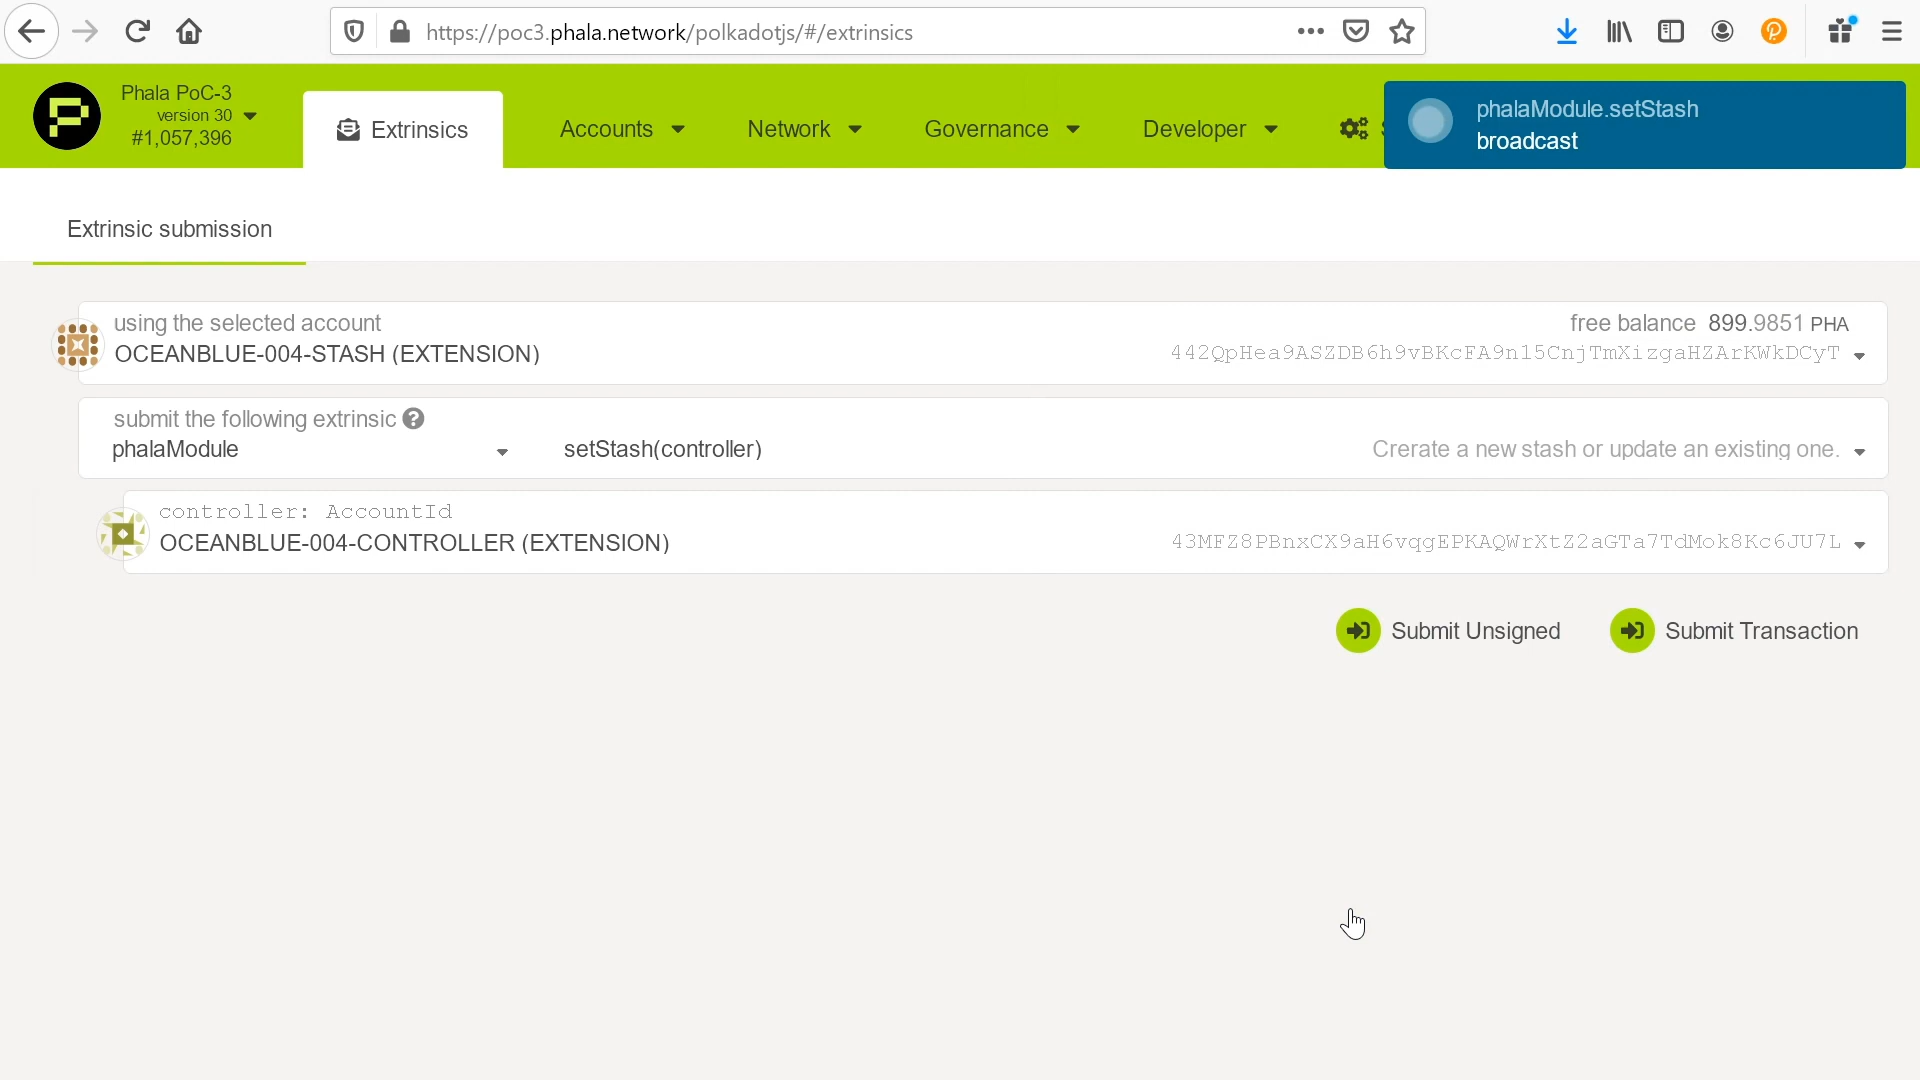 https://poc3.phala.network/polkadotjs/#/extrinsics
Phala PoC-3
version 30
#1,057,396
Extrinsics
Accounts
Network
Governance
Developer
phalaModule.setStash
broadcast
Extrinsic submission
using the selected account
free balance 899.9851 PHA
OCEANBLUE-004-STASH (EXTENSION)
442QpHea9ASZDB6h9vBKcFA9n15CnjTmXizgaHZArKWkDCyT
submit the following extrinsic
phalaModule
setStash(controller)
Crerate a new stash or update an existing one.
controller: AccountId
OCEANBLUE-004-CONTROLLER (EXTENSION)
43MFZ8PBnxCX9aH6vqgEPKAQWrXtZ2aGTa7TdMok8Kc6JU7L
Submit Unsigned
Submit Transaction